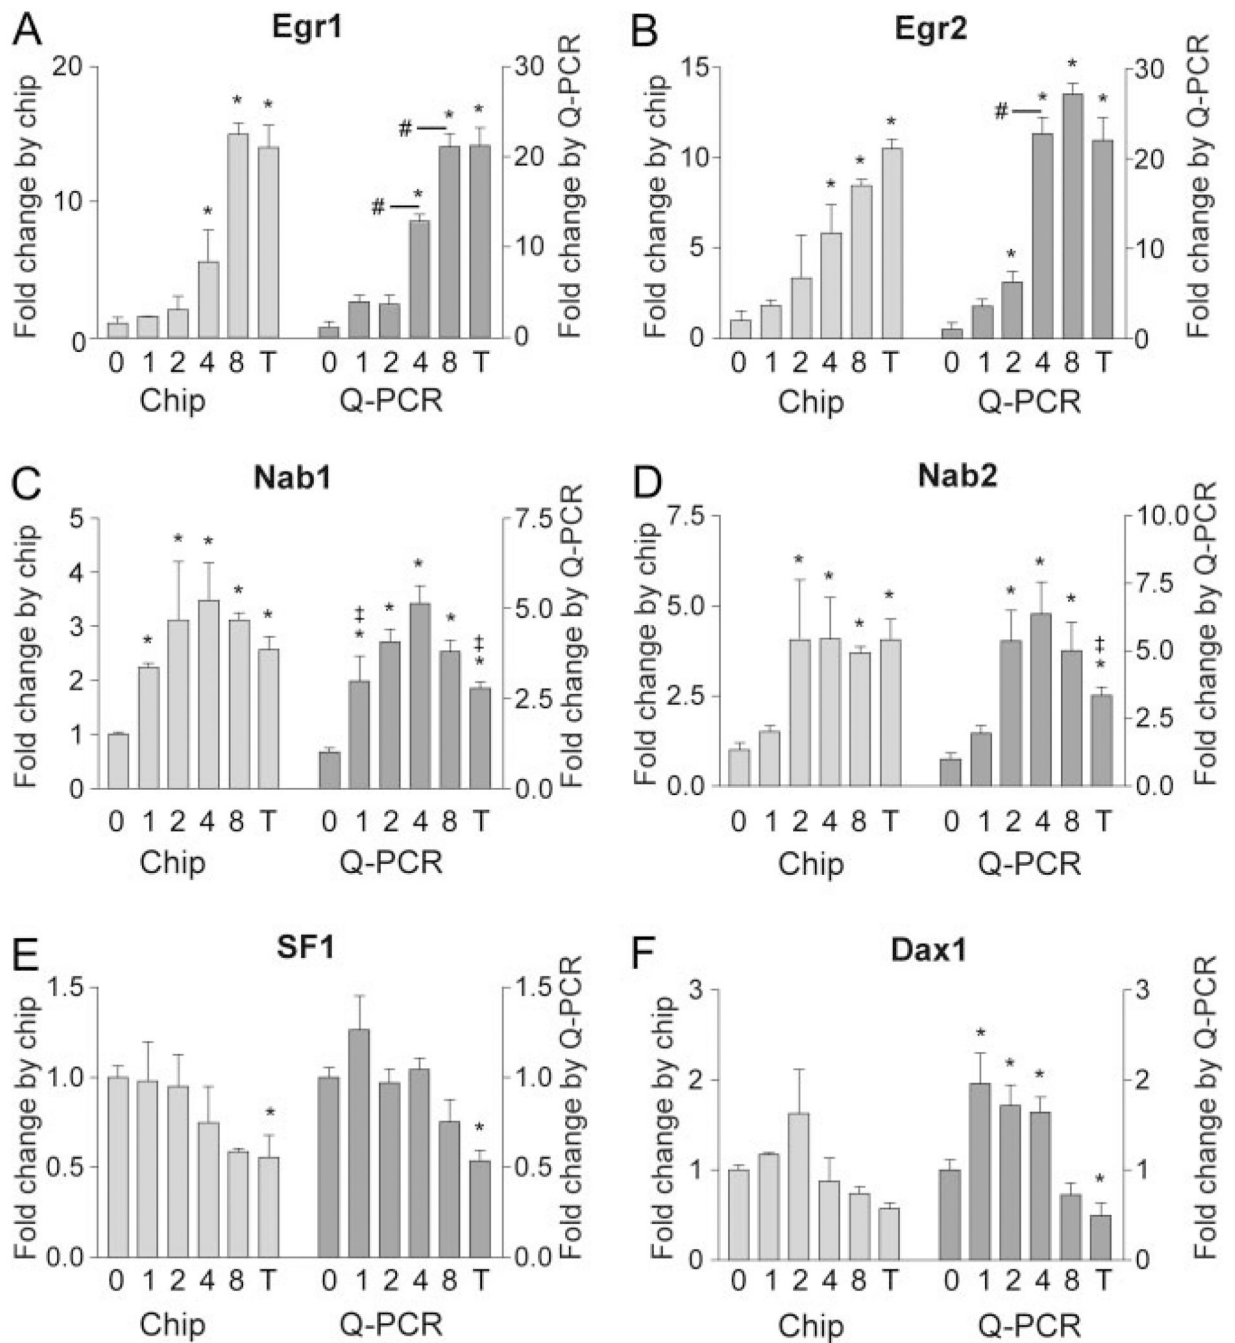 A
Egr1
Fold change by chip
20
10
0
* * *
# #
* * *
30
20
10
0
Fold change by Q-PCR
0 1 2 4 8 T 0 1 2 4 8 T
Chip Q-PCR
B
Egr2
Fold change by chip
15
10
5
0
* * *
#
* * * *
30
20
10
0
Fold change by Q-PCR
0 1 2 4 8 T 0 1 2 4 8 T
Chip Q-PCR
C
Nab1
Fold change by chip
5
4
3
2
1
0
* * * * *
‡ ‡
* * * * *
7.5
5.0
2.5
0.0
Fold change by Q-PCR
0 1 2 4 8 T 0 1 2 4 8 T
Chip Q-PCR
D
Nab2
Fold change by chip
7.5
5.0
2.5
0.0
* * * *
‡
* * * *
10.0
7.5
5.0
2.5
0.0
Fold change by Q-PCR
0 1 2 4 8 T 0 1 2 4 8 T
Chip Q-PCR
E
SF1
Fold change by chip
1.5
1.0
0.5
0.0
*
*
1.5
1.0
0.5
0.0
Fold change by Q-PCR
0 1 2 4 8 T 0 1 2 4 8 T
Chip Q-PCR
F
Dax1
Fold change by chip
3
2
1
0
* * * *
3
2
1
0
Fold change by Q-PCR
0 1 2 4 8 T 0 1 2 4 8 T
Chip Q-PCR